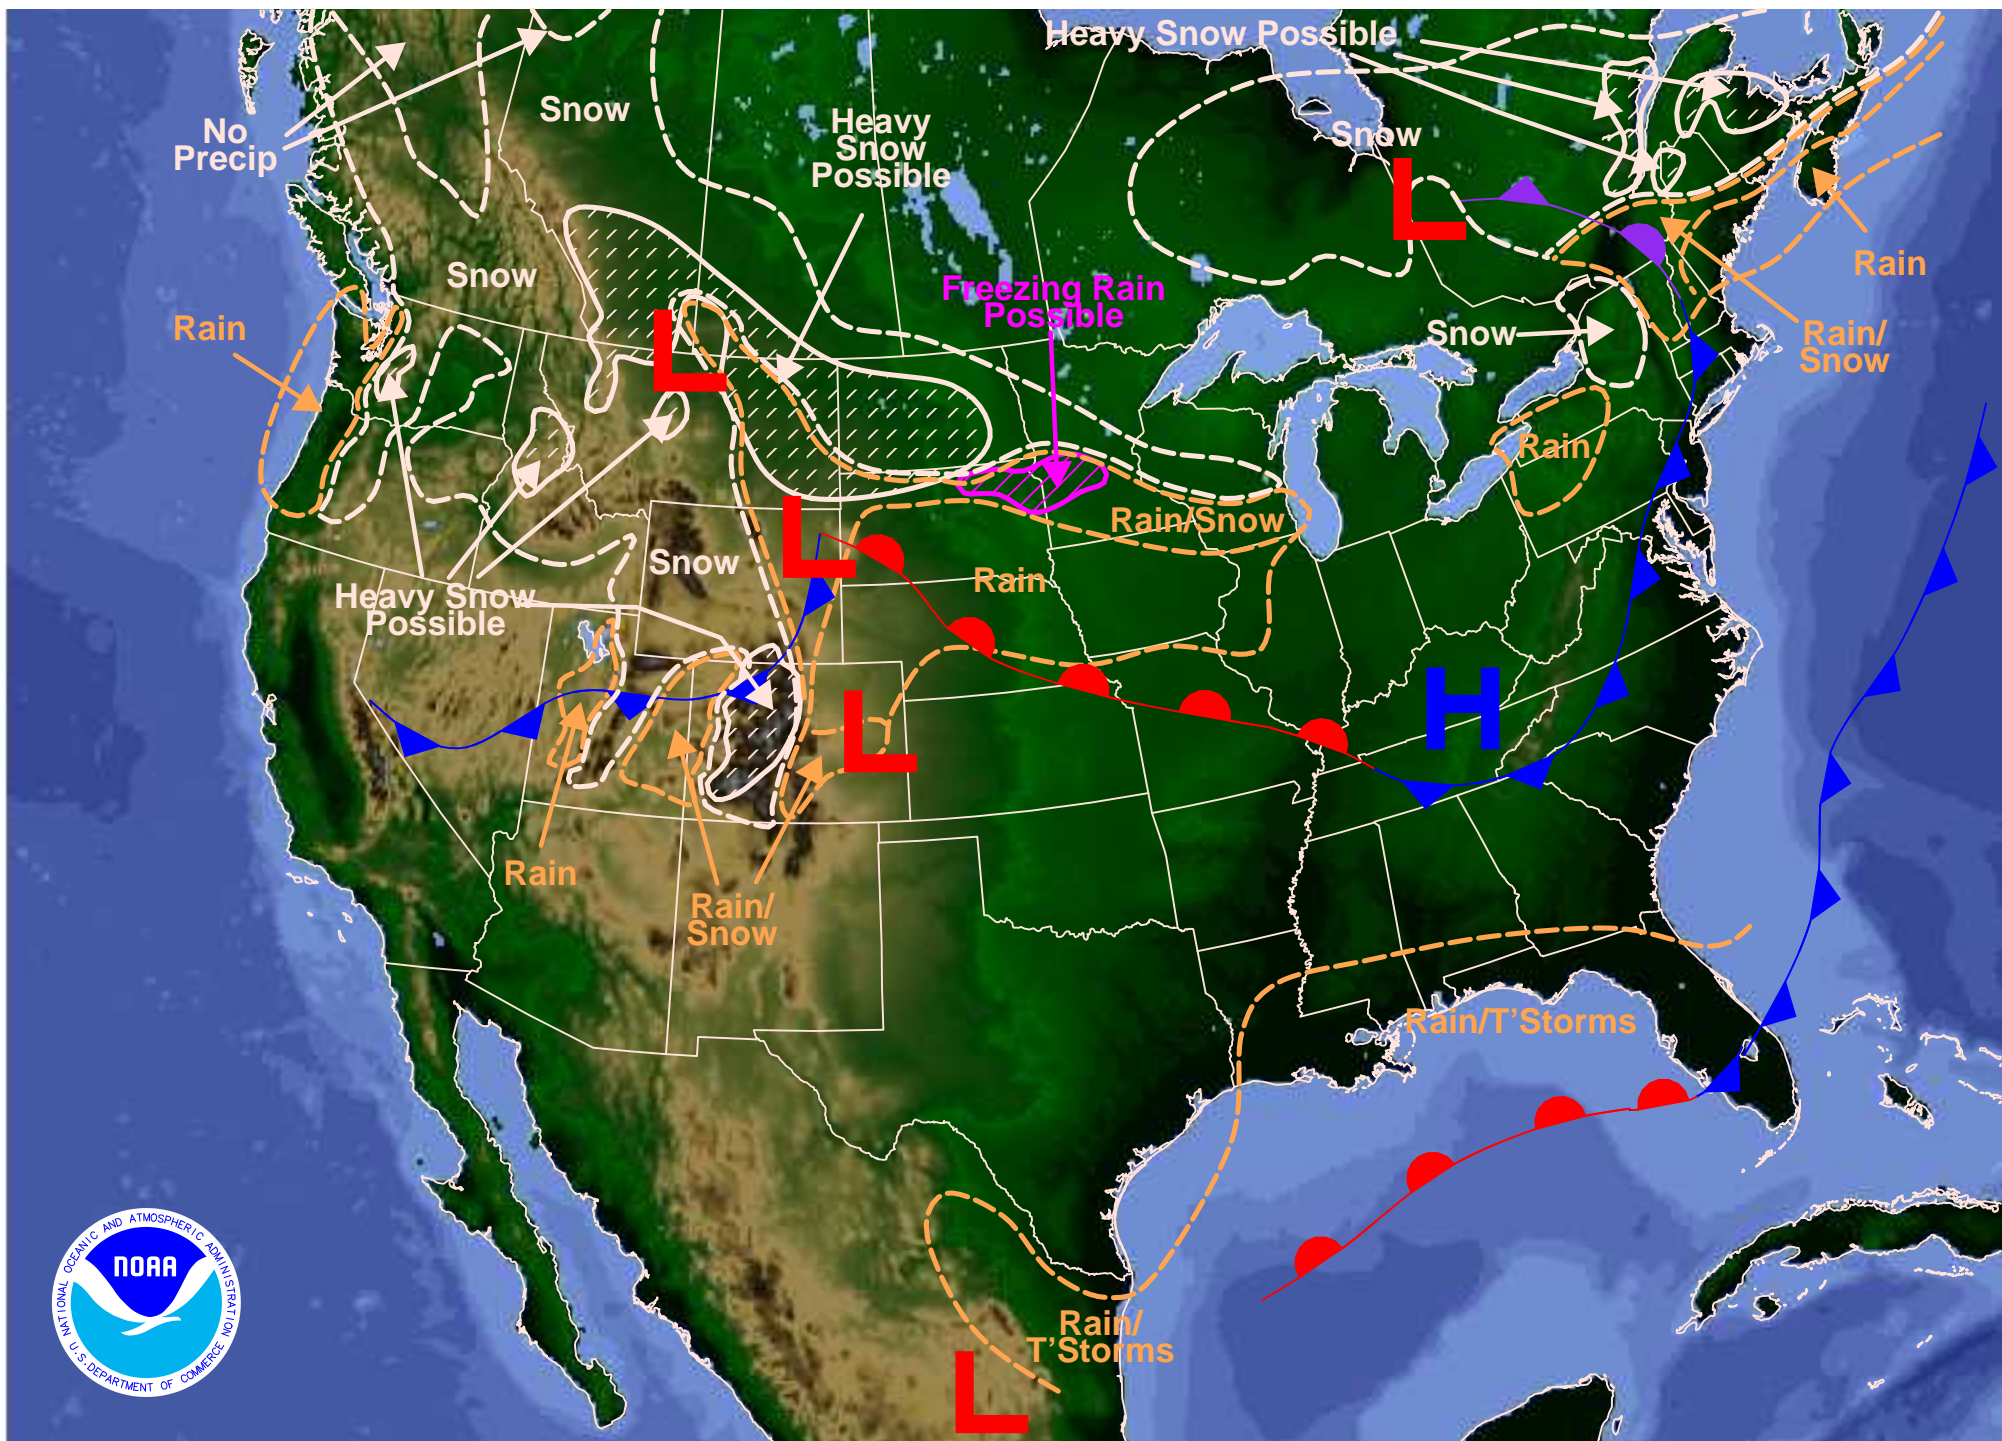 Heavy Snow Possible
Snow
Heavy
Snow
Possible
No
Precip
Snow
Snow
Rain
Freezing Rain
Possible
Rain
Snow
Rain/
Snow
L
L
Rain
Rain
L
Rain/Snow
Snow
Rain
Heavy Snow
Possible
H
L
Rain
Rain/
Snow
Rain/T'Storms
Rain/
T'Storms
L
NATIONAL OCEANIC AND ATMOSPHERIC ADMINISTRATION
NOAA
U.S. DEPARTMENT OF COMMERCE